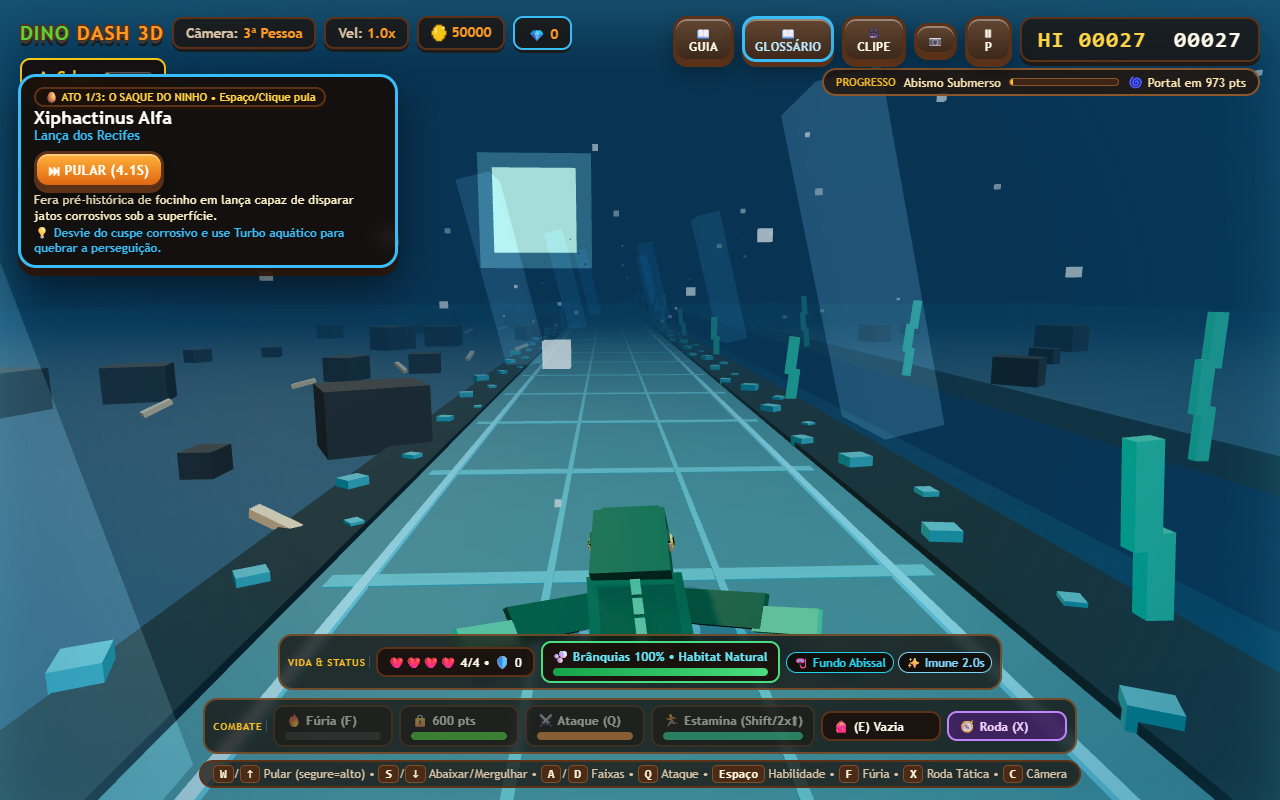 DINO DASH 3D
Câmera: 3ª Pessoa
Vel: 1.0x
50000
0
GUIA
GLOSSÁRIO
CLIPE
P
HI 00027 00027
PROGRESSO Abismo Submerso Portal em 973 pts
ATO 1/3: O SAQUE DO NINHO • Espaço/Clique pula
Xiphactinus Alfa
Lança dos Recifes
PULAR (4.1S)
Fera pré-histórica de focinho em lança capaz de disparar
jatos corrosivos sob a superfície.
Desvie do cuspe corrosivo e use Turbo aquático para
quebrar a perseguição.
VIDA & STATUS
4/4 • 0
Brânquias 100% • Habitat Natural
Fundo Abissal
Imune 2.0s
COMBATE
Fúria (F)
600 pts
Ataque (Q)
Estamina (Shift/2x⬆)
(E) Vazia
Roda (X)
W/↑ Pular (segure=alto) • S/↓ Abaixar/Mergulhar • A/D Faixas • Q Ataque • Espaço Habilidade • F Fúria • X Roda Tática • C Câmera